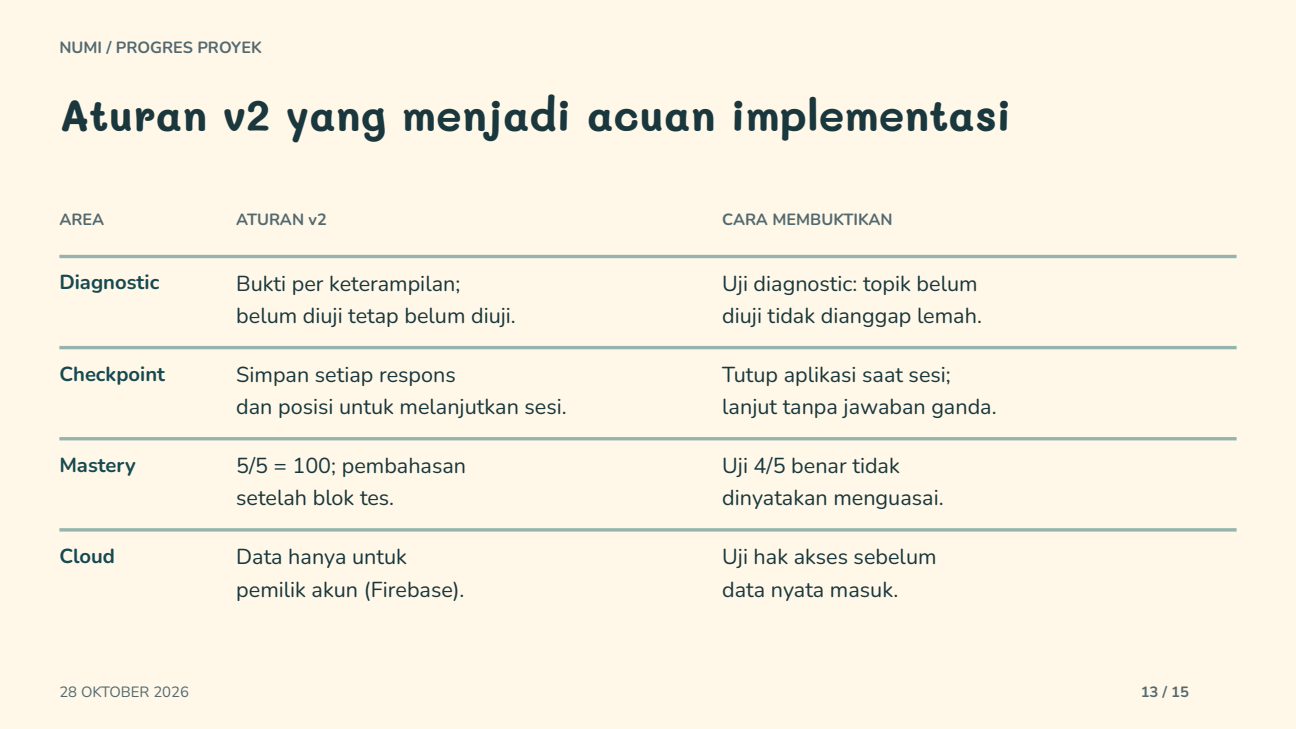 NUMI / PROGRES PROYEK
Aturan v2 yang menjadi acuan implementasi
AREA
ATURAN v2
CARA MEMBUKTIKAN
Diagnostic
Bukti per keterampilan;
belum diuji tetap belum diuji.
Uji diagnostic: topik belum
diuji tidak dianggap lemah.
Checkpoint
Simpan setiap respons
dan posisi untuk melanjutkan sesi.
Tutup aplikasi saat sesi;
lanjut tanpa jawaban ganda.
Mastery
5/5 = 100; pembahasan
setelah blok tes.
Uji 4/5 benar tidak
dinyatakan menguasai.
Cloud
Data hanya untuk
pemilik akun (Firebase).
Uji hak akses sebelum
data nyata masuk.
28 OKTOBER 2026
13 / 15